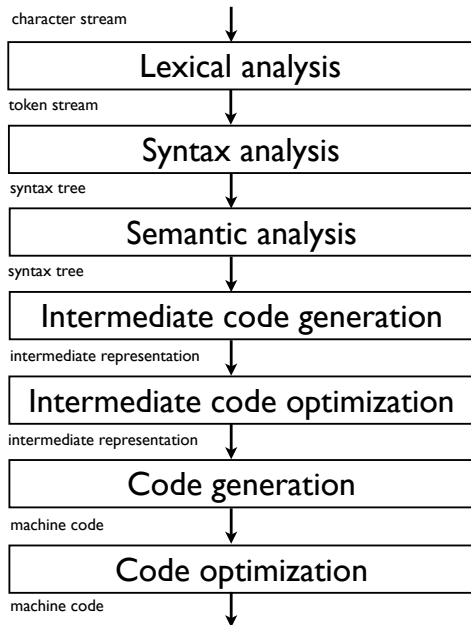 character stream
Lexical analysis
token stream
Syntax analysis
syntax tree
Semantic analysis
syntax tree
Intermediate code generation
intermediate representation
Intermediate code optimization
intermediate representation
Code generation
machine code
Code optimization
machine code